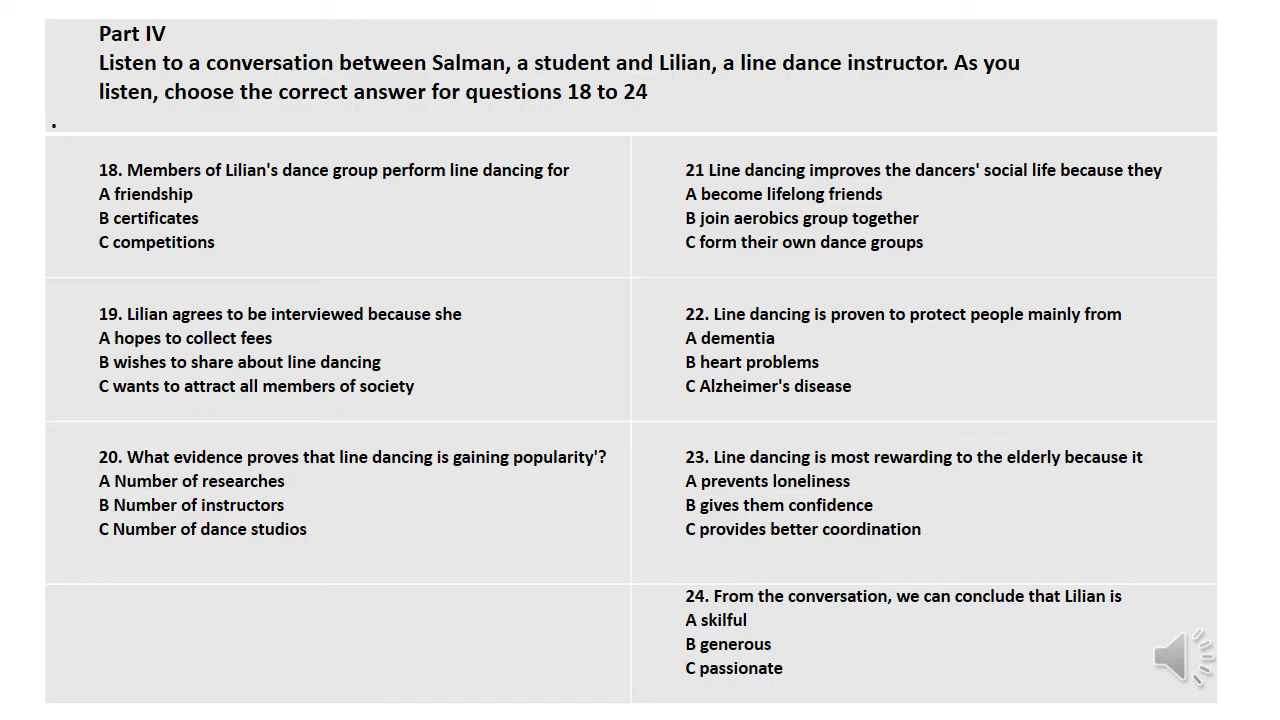 Part IV
Listen to a conversation between Salman, a student and Lilian, a line dance instructor. As you
listen, choose the correct answer for questions 18 to 24
.
18. Members of Lilian's dance group perform line dancing for
A friendship
B certificates
C competitions
19. Lilian agrees to be interviewed because she
A hopes to collect fees
B wishes to share about line dancing
C wants to attract all members of society
20. What evidence proves that line dancing is gaining popularity'?
A Number of researches
B Number of instructors
C Number of dance studios
21 Line dancing improves the dancers' social life because they
A become lifelong friends
B join aerobics group together
C form their own dance groups
22. Line dancing is proven to protect people mainly from
A dementia
B heart problems
C Alzheimer's disease
23. Line dancing is most rewarding to the elderly because it
A prevents loneliness
B gives them confidence
C provides better coordination
24. From the conversation, we can conclude that Lilian is
A skilful
B generous
C passionate